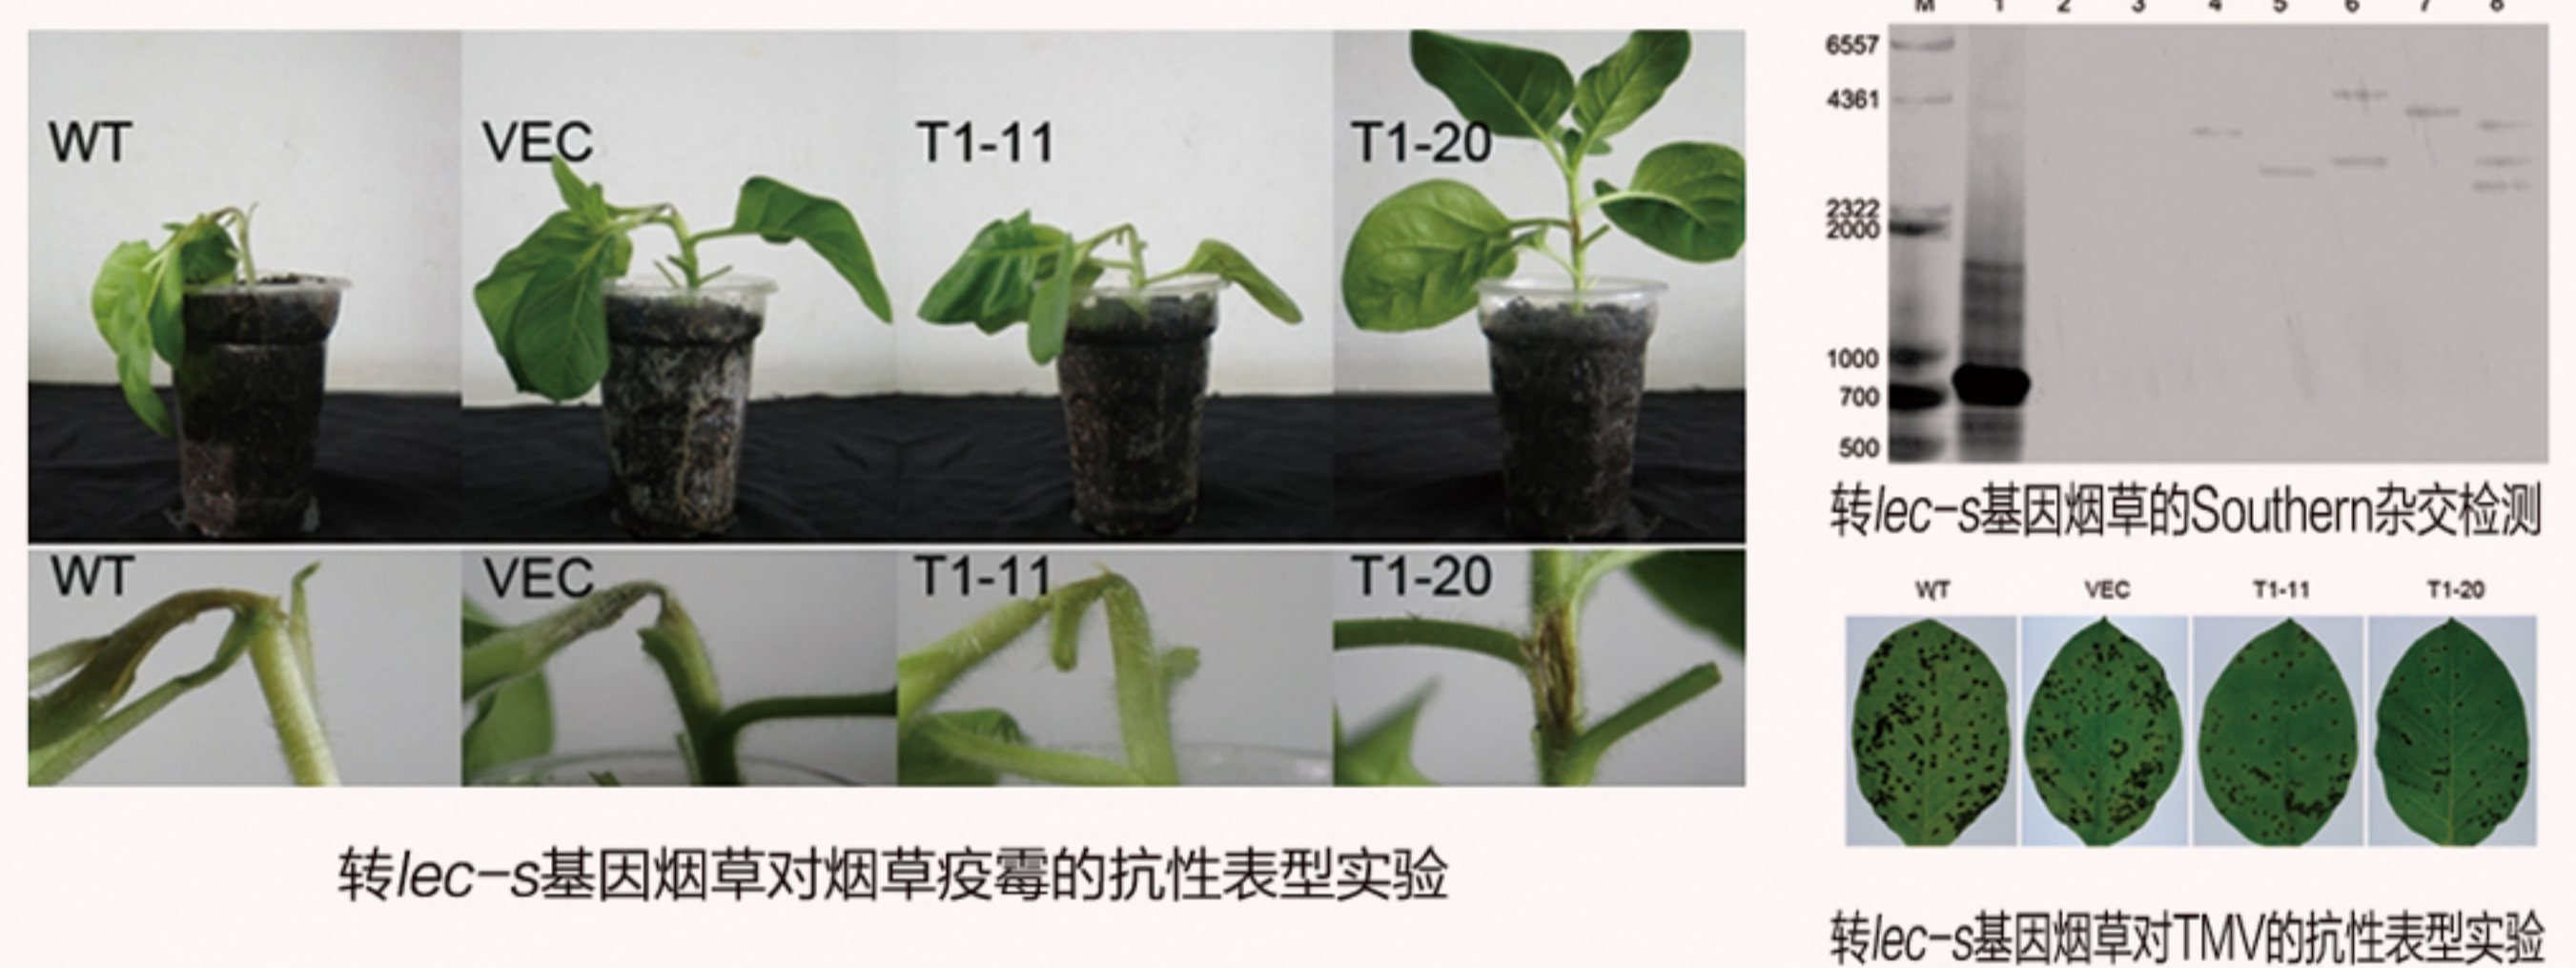 WT VEC T1-11 T1-20
WT VEC T1-11 T1-20
转lec-s基因烟草对烟草疫霉的抗性表型实验
M 1 2 3 4 5 6 7 8
6557
4361
2322
2000
1000
700
500
转lec-s基因烟草的Southern杂交检测
WT VEC T1-11 T1-20
转lec-s基因烟草对TMV的抗性表型实验